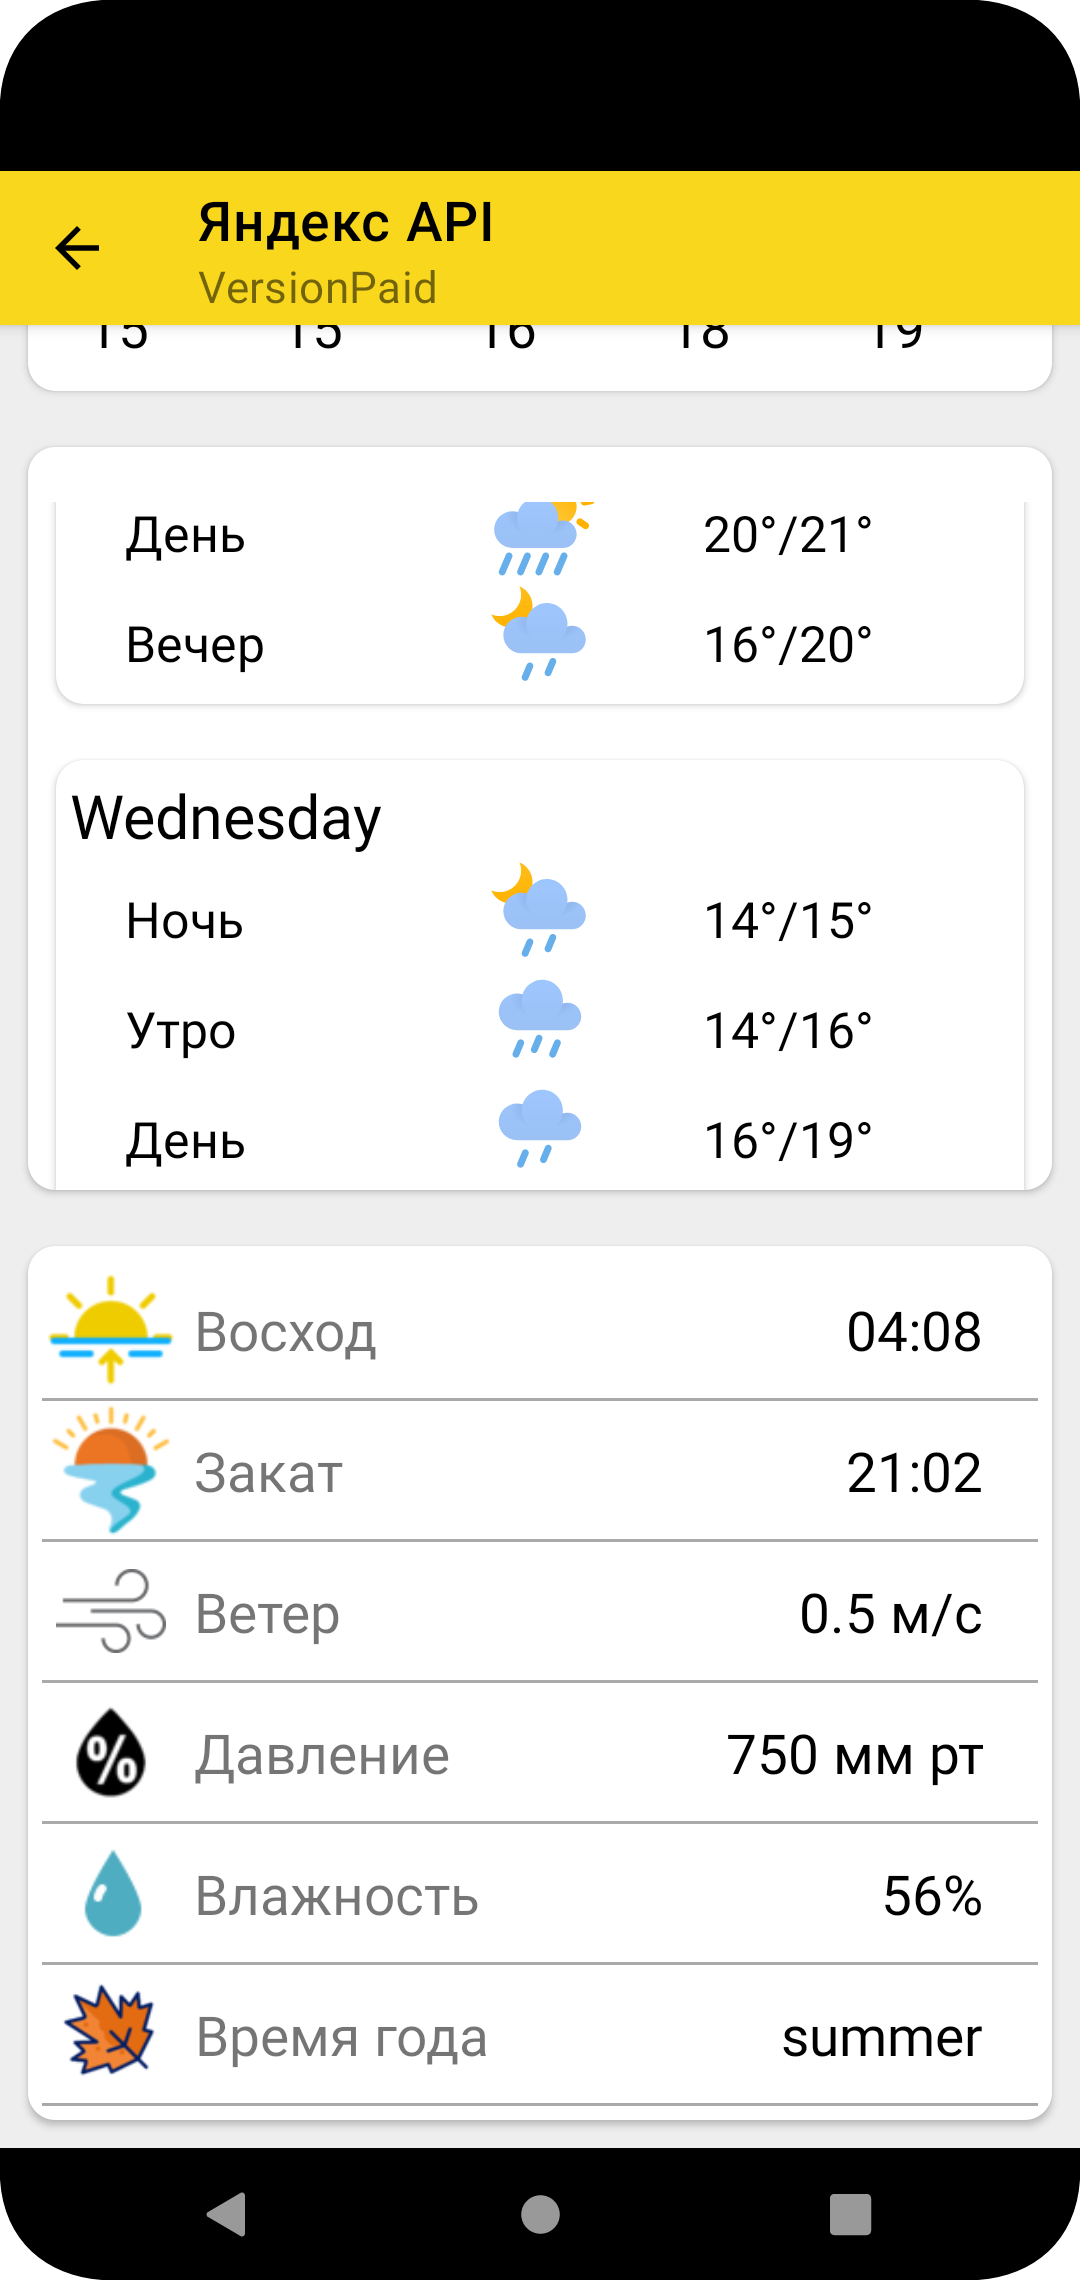 Яндекс API
VersionPaid
15 15 16 18 19
День 20°/21°
Вечер 16°/20°
Wednesday
Ночь 14°/15°
Утро 14°/16°
День 16°/19°
Восход 04:08
Закат 21:02
Ветер 0.5 м/с
% Давление 750 мм рт
Влажность 56%
Время года summer